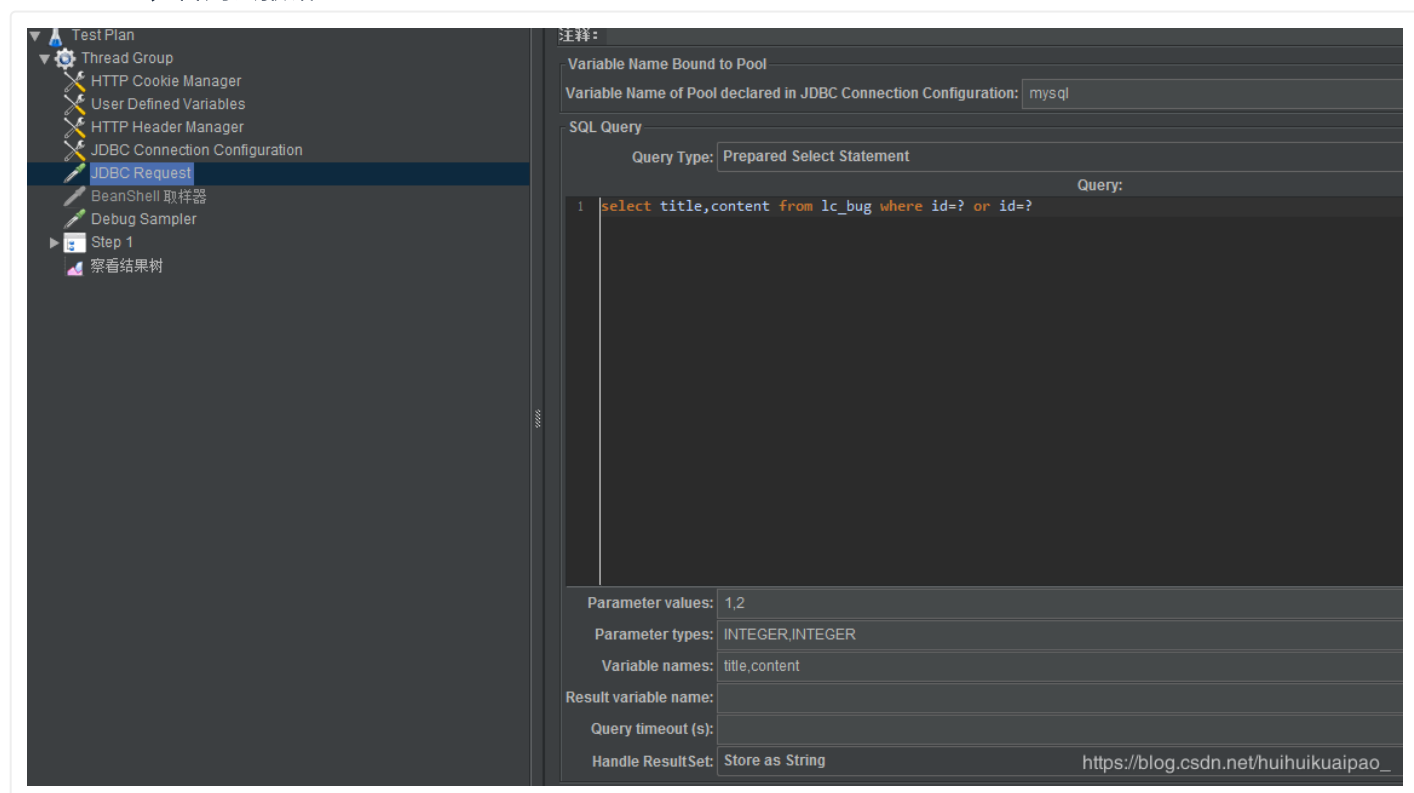 Test Plan
Thread Group
HTTP Cookie Manager
User Defined Variables
HTTP Header Manager
JDBC Connection Configuration
JDBC Request
BeanShell 取样器
Debug Sampler
Step 1
察看结果树
注释：
Variable Name Bound to Pool
Variable Name of Pool declared in JDBC Connection Configuration: mysql
SQL Query
Query Type: Prepared Select Statement
Query:
1 select title,content from lc_bug where id=? or id=?
Parameter values: 1,2
Parameter types: INTEGER,INTEGER
Variable names: title,content
Result variable name:
Query timeout (s):
Handle ResultSet: Store as String
https://blog.csdn.net/huihuikuaipao_